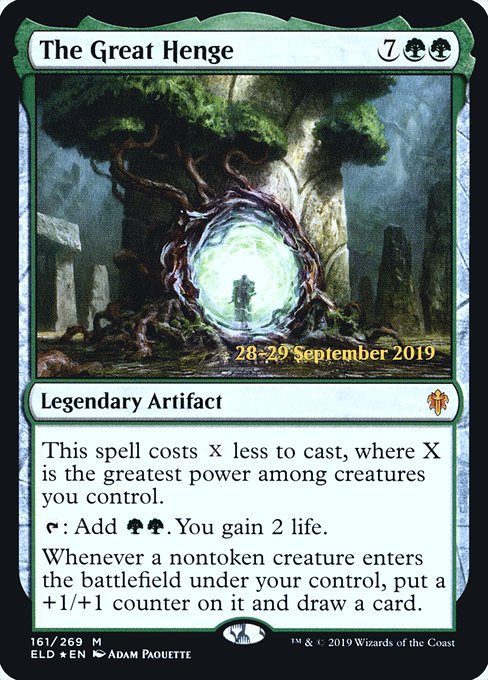 The Great Henge 7
28-29 September 2019
Legendary Artifact
This spell costs X less to cast, where X
is the greatest power among creatures
you control.
: Add . You gain 2 life.
Whenever a nontoken creature enters
the battlefield under your control, put a
+1/+1 counter on it and draw a card.
161/269 M
™ & © 2019 Wizards of the Coast
ELD ★ EN Adam Paquette